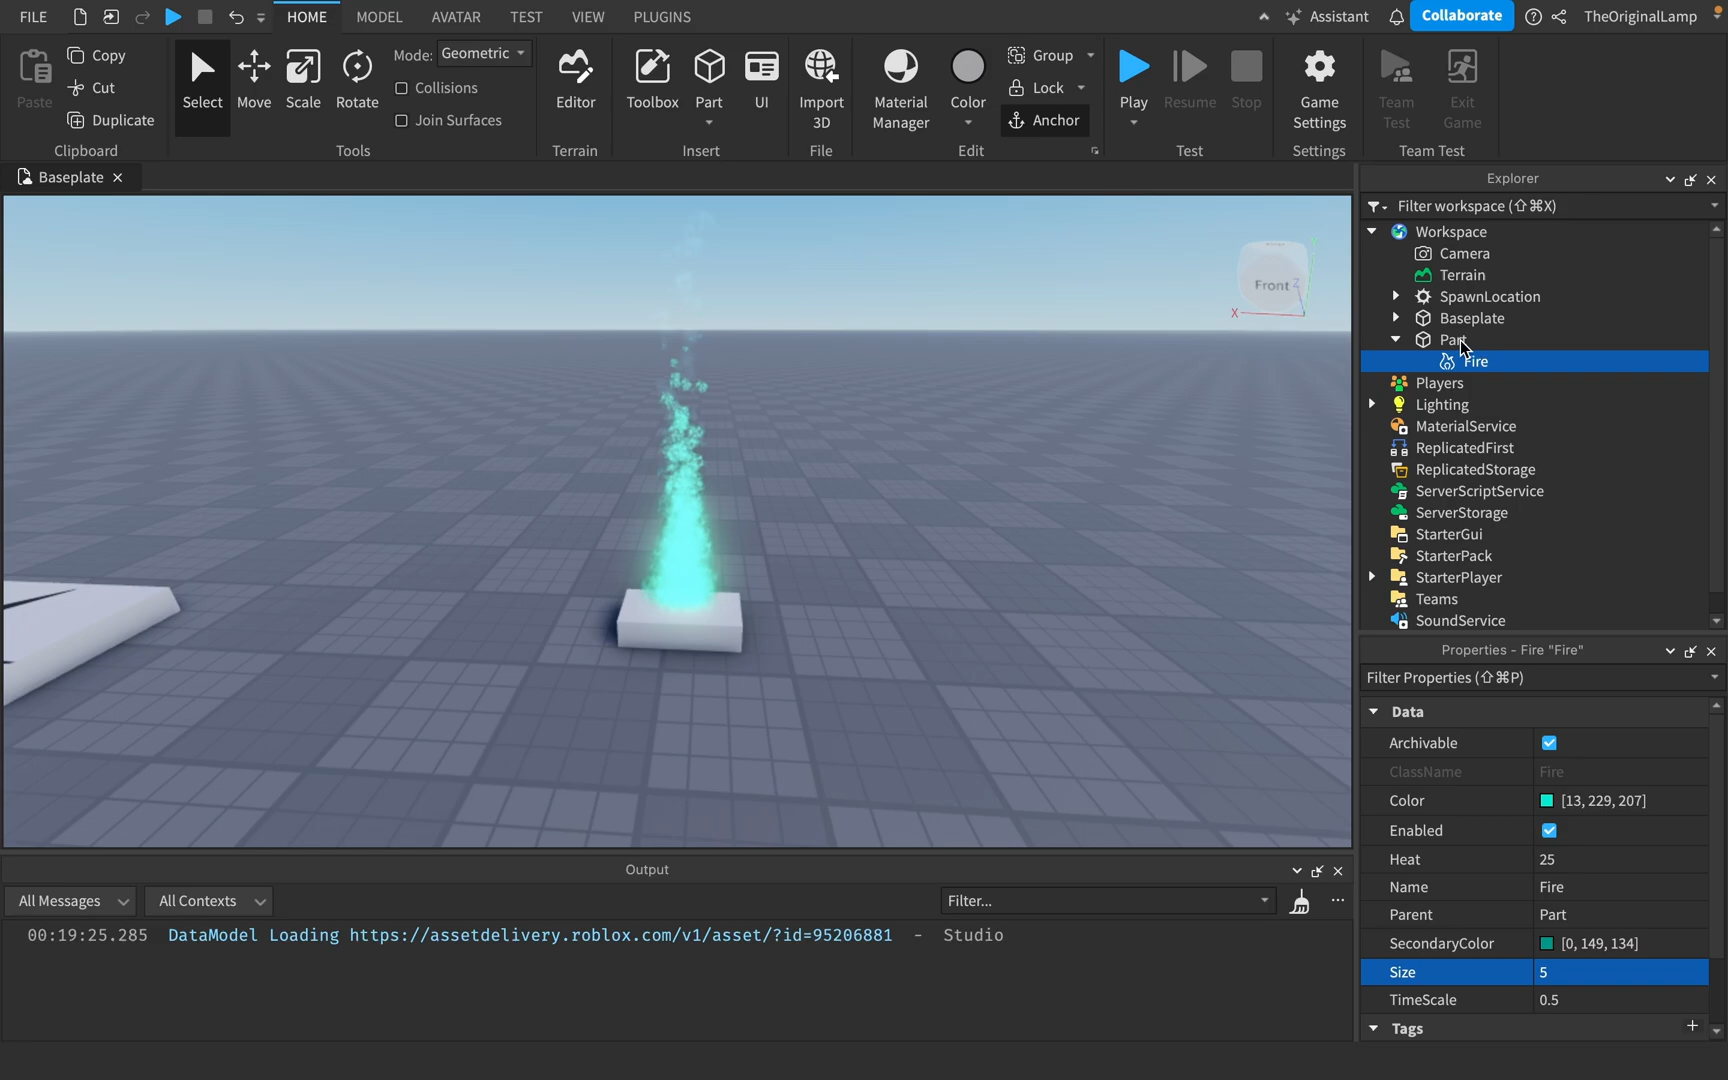 FILE HOME MODEL AVATAR TEST VIEW PLUGINS Assistant Collaborate TheOriginalLamp
Paste Copy Cut Duplicate
Clipboard
Select Move Scale Rotate
Mode: Geometric
Collisions
Join Surfaces
Tools
Editor
Terrain
Toolbox Part UI
Insert
Import
3D
File
Material
Manager
Color
Group
Lock
Anchor
Edit
Play Resume Stop
Test
Game
Settings
Settings
Team
Test
Exit
Game
Team Test
Baseplate
Front
X
Z
Explorer
Filter workspace (⇧⌘X)
Workspace
Camera
Terrain
SpawnLocation
Baseplate
Part
Fire
Players
Lighting
MaterialService
ReplicatedFirst
ReplicatedStorage
ServerScriptService
ServerStorage
StarterGui
StarterPack
StarterPlayer
Teams
SoundService
Properties - Fire "Fire"
Filter Properties (⇧⌘P)
Data
Archivable
ClassName Fire
Color [13, 229, 207]
Enabled
Heat 25
Name Fire
Parent Part
SecondaryColor [0, 149, 134]
Size 5
TimeScale 0.5
Tags +
Output
All Messages All Contexts Filter...
00:19:25.285 DataModel Loading https://assetdelivery.roblox.com/v1/asset/?id=95206881 - Studio